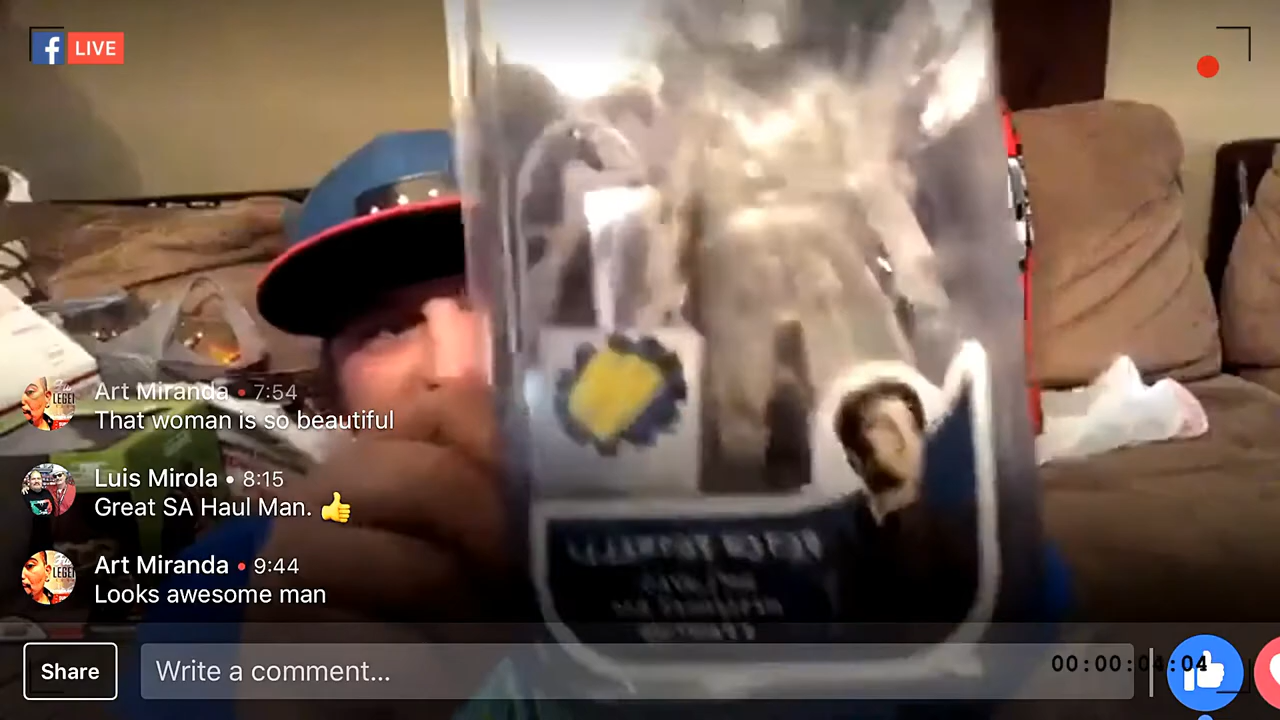 f LIVE
Art Miranda • 7:54
That woman is so beautiful
Luis Mirola • 8:15
Great SA Haul Man. 👍
Art Miranda • 9:44
Looks awesome man
Share
Write a comment...
00:00:04:04